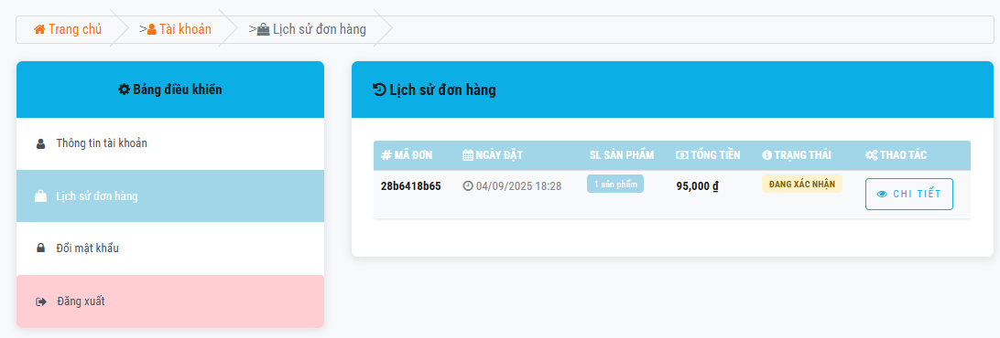 Trang chủ >Tài khoản >Lịch sử đơn hàng
Bảng điều khiển
Thông tin tài khoản
Lịch sử đơn hàng
Đổi mật khẩu
Đăng xuất
Lịch sử đơn hàng
MÃ ĐƠN NGÀY ĐẶT SL SẢN PHẨM TỔNG TIỀN TRẠNG THÁI THAO TÁC
28b6418b65 04/09/2025 18:28 1 sản phẩm 95,000 ₫ ĐANG XÁC NHẬN CHI TIẾT